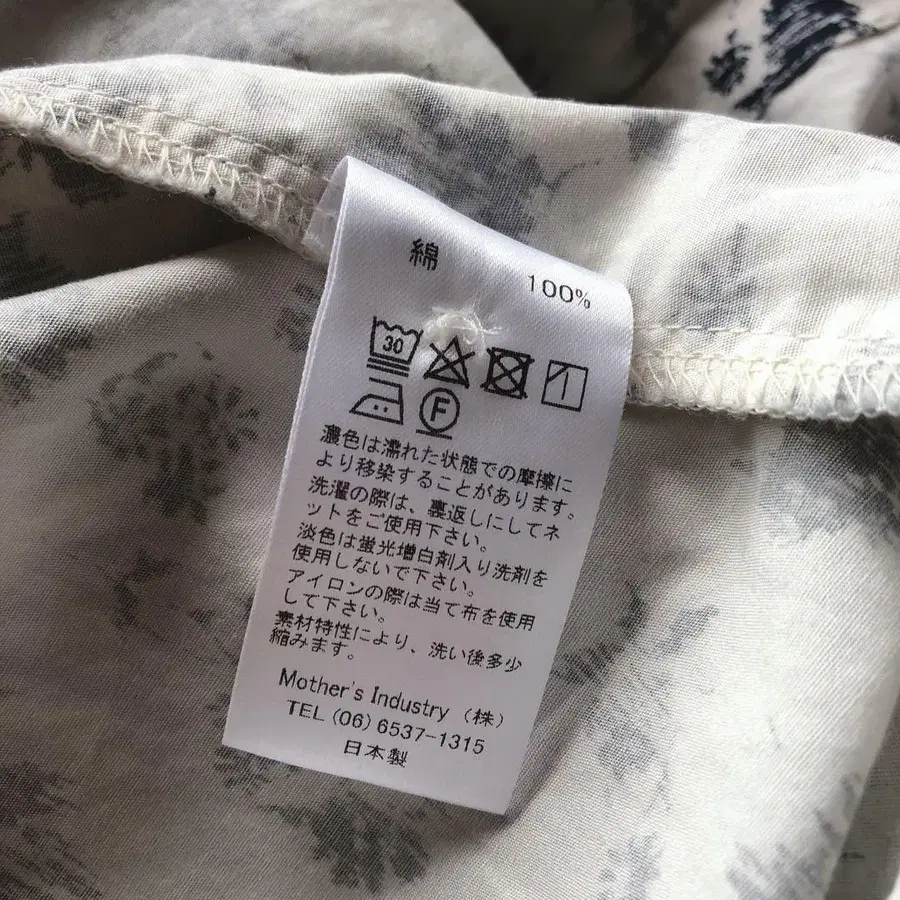 綿 100%
30
F
濃色は濡れた状態での摩擦に
より移染することがあります。
洗濯の際は、裏返しにしてネ
ットをご使用下さい。
淡色は蛍光増白剤入り洗剤を
使用しないで下さい。
アイロンの際は当て布を使用
して下さい。
素材特性により、洗い後多少
縮みます。
Mother's Industry (株)
TEL (06) 6537-1315
日本製